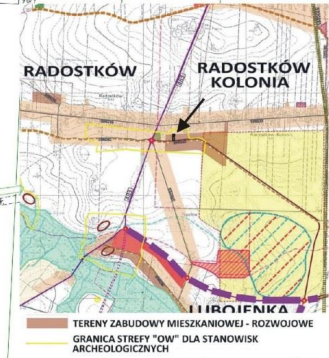 RADOSTKÓW
RADOSTKÓW
KOLONIA
LUBOJENKA
TERENY ZABUDOWY MIESZKANIOWEJ - ROZWOJOWE
GRANICA STREFY "OW" DLA STANOWISK
ARCHEOLOGICZNYCH